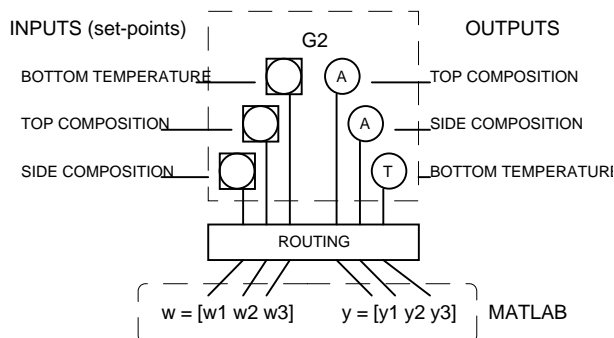 INPUTS (set-points)
OUTPUTS
G2
BOTTOM TEMPERATURE
A
TOP COMPOSITION
TOP COMPOSITION
A
SIDE COMPOSITION
SIDE COMPOSITION
T
BOTTOM TEMPERATURE
ROUTING
w = [w1 w2 w3]
y = [y1 y2 y3]
MATLAB